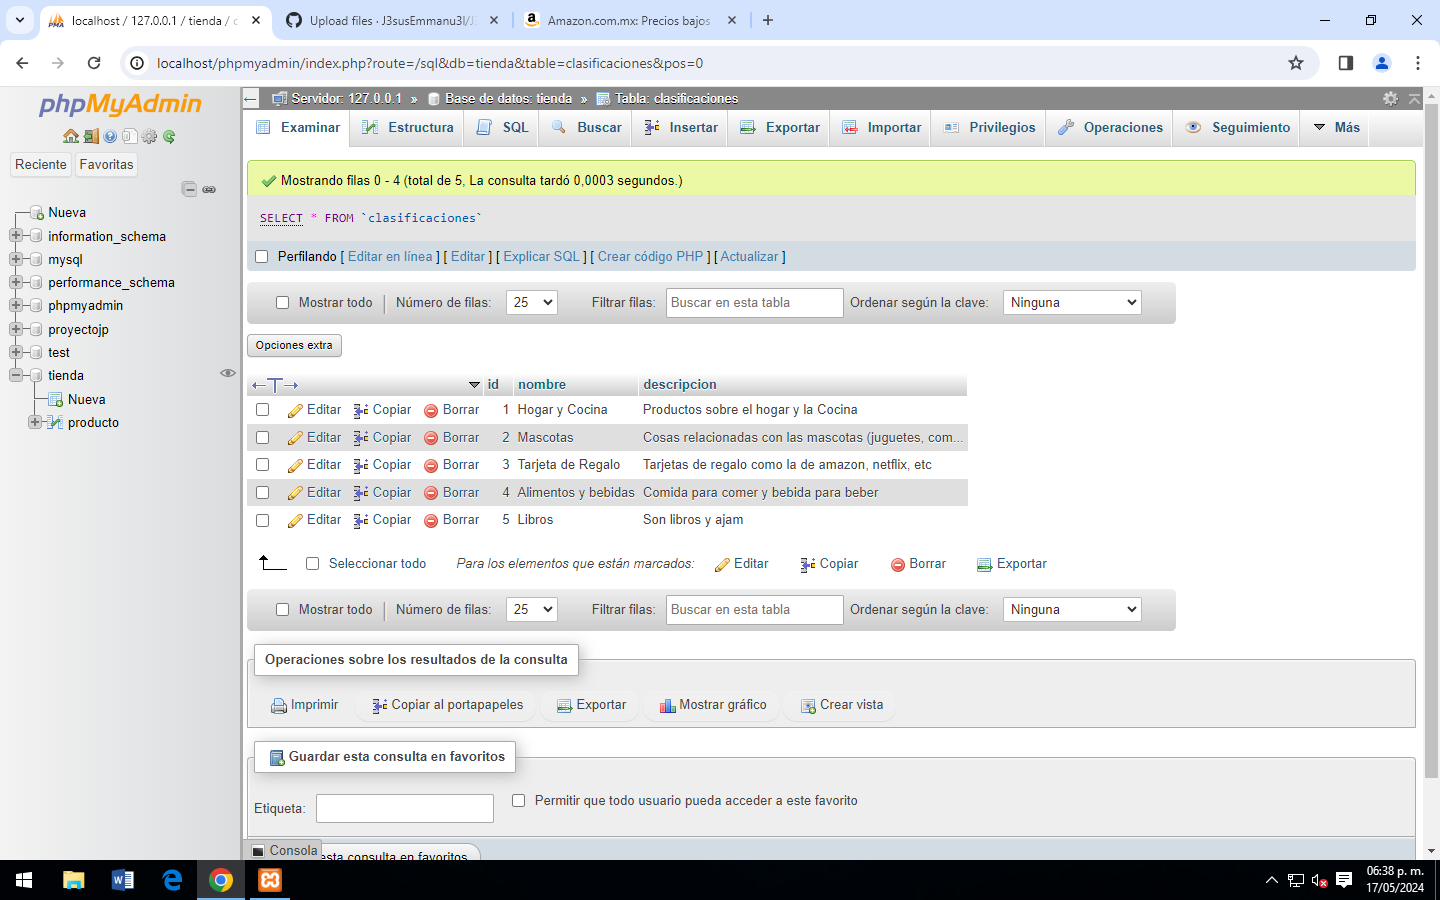 localhost / 127.0.0.1 / tienda / c
Upload files · J3susEmmanu3l/J
Amazon.com.mx: Precios bajos
localhost/phpmyadmin/index.php?route=/sql&db=tienda&table=clasificaciones&pos=0
phpMyAdmin
Reciente
Favoritas
Nueva
information_schema
mysql
performance_schema
phpmyadmin
proyectojp
test
tienda
Nueva
producto
Servidor: 127.0.0.1 » Base de datos: tienda » Tabla: clasificaciones
Examinar Estructura SQL Buscar Insertar Exportar Importar Privilegios Operaciones Seguimiento Más
Mostrando filas 0 - 4 (total de 5, La consulta tardó 0,0003 segundos.)
SELECT * FROM `clasificaciones`
Perfilando [ Editar en línea ] [ Editar ] [ Explicar SQL ] [ Crear código PHP ] [ Actualizar ]
Mostrar todo Número de filas: 25 Filtrar filas: Buscar en esta tabla Ordenar según la clave: Ninguna
Opciones extra
id nombre descripcion
Editar Copiar Borrar 1 Hogar y Cocina Productos sobre el hogar y la Cocina
Editar Copiar Borrar 2 Mascotas Cosas relacionadas con las mascotas (juguetes, com...
Editar Copiar Borrar 3 Tarjeta de Regalo Tarjetas de regalo como la de amazon, netflix, etc
Editar Copiar Borrar 4 Alimentos y bebidas Comida para comer y bebida para beber
Editar Copiar Borrar 5 Libros Son libros y ajam
Seleccionar todo Para los elementos que están marcados: Editar Copiar Borrar Exportar
Mostrar todo Número de filas: 25 Filtrar filas: Buscar en esta tabla Ordenar según la clave: Ninguna
Operaciones sobre los resultados de la consulta
Imprimir Copiar al portapapeles Exportar Mostrar gráfico Crear vista
Guardar esta consulta en favoritos
Etiqueta: Permitir que todo usuario pueda acceder a este favorito
Consola
esta consulta en favoritos
06:38 p. m.
17/05/2024